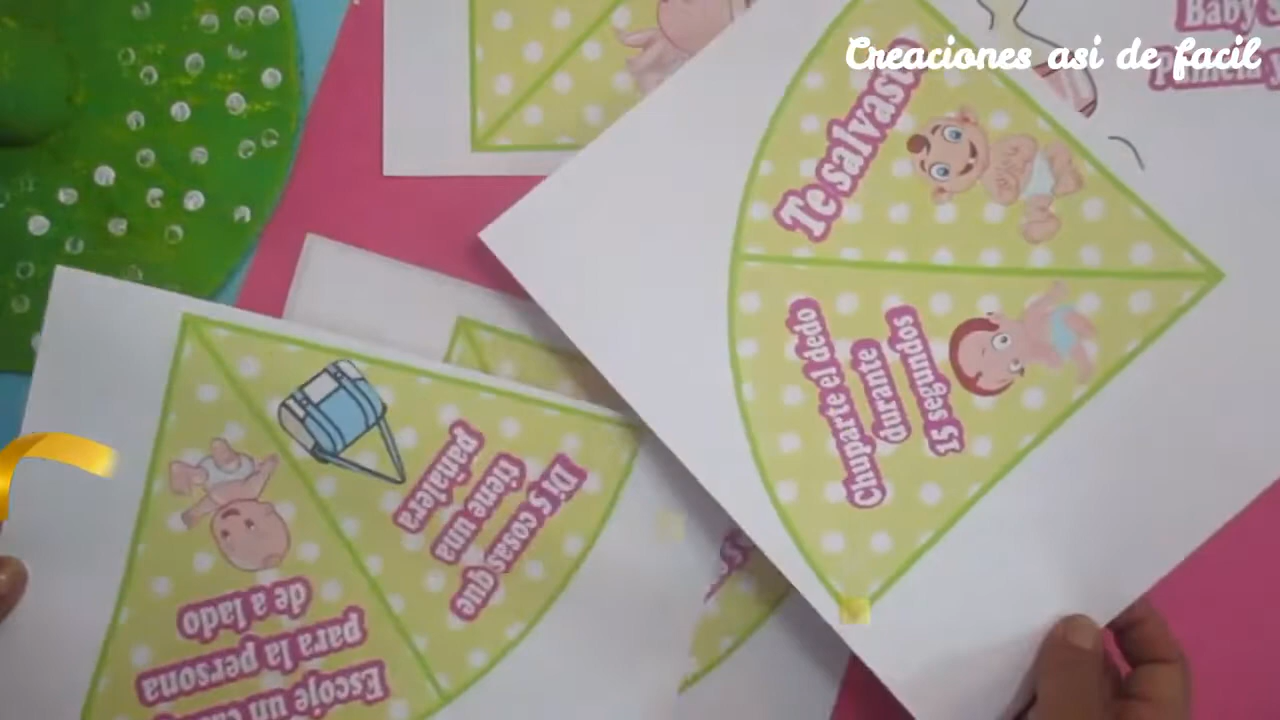 Creaciones asi de facil
Baby's
Te salvaste
Chuparte el dedo
durante
15 segundos
Di 5 cosas que
tiene una
pañalera
Escoje un
para la persona
de a lado